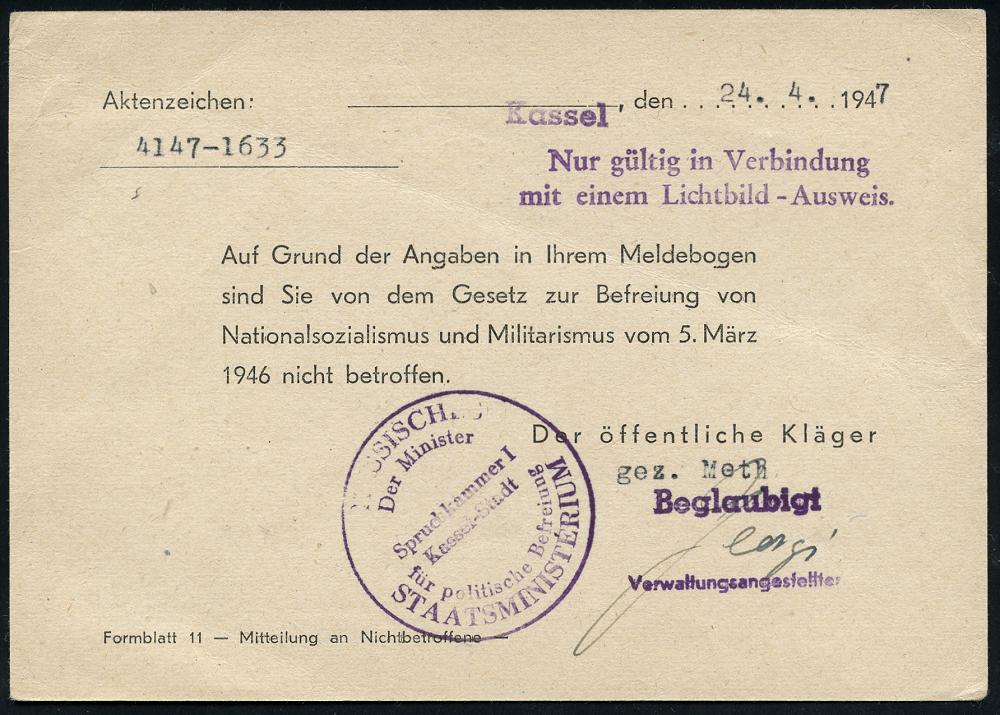 Aktenzeichen:
Kassel, den . . 24. 4. . . 1947
4147-1633
Nur gültig in Verbindung
mit einem Lichtbild-Ausweis.
Auf Grund der Angaben in Ihrem Meldebogen
sind Sie von dem Gesetz zur Befreiung von
Nationalsozialismus und Militarismus vom 5. März
1946 nicht betroffen.
Der öffentliche Kläger
gez. Meth
Beglaubigt
Verwaltungsangestellter
STAATSMINISTERIUM
Der Minister
für politische Befreiung
Spruchkammer I
Kassel-Stadt
Formblatt 11 — Mitteilung an Nichtbetroffene —